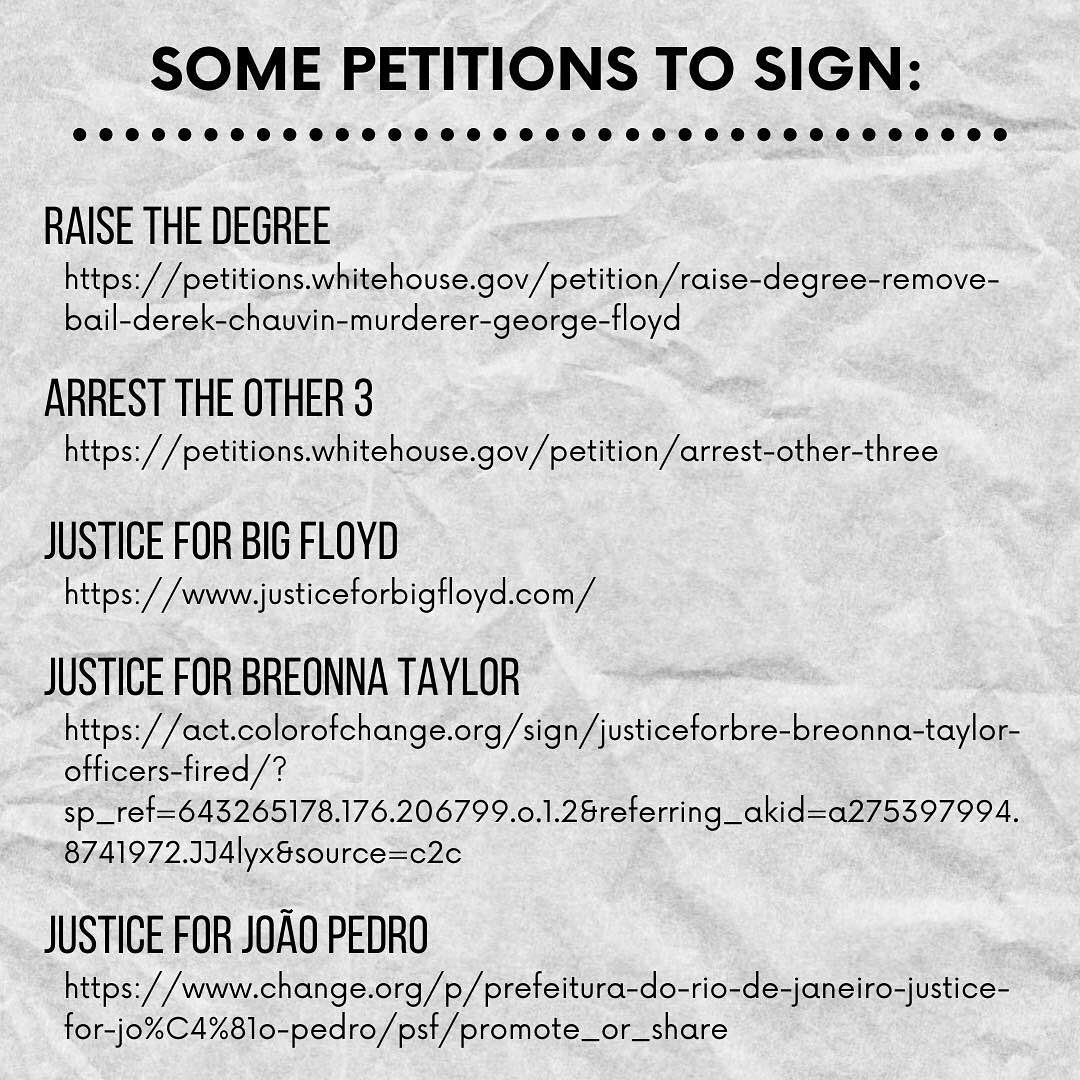 SOME PETITIONS TO SIGN:
RAISE THE DEGREE
https://petitions.whitehouse.gov/petition/raise-degree-remove-
bail-derek-chauvin-murderer-george-floyd
ARREST THE OTHER 3
https://petitions.whitehouse.gov/petition/arrest-other-three
JUSTICE FOR BIG FLOYD
https://www.justiceforbigfloyd.com/
JUSTICE FOR BREONNA TAYLOR
https://act.colorofchange.org/sign/justiceforbre-breonna-taylor-
officers-fired/?
sp_ref=643265178.176.206799.o.1.2&referring_akid=a275397994.
8741972.JJ4lyx&source=c2c
JUSTICE FOR JOÃO PEDRO
https://www.change.org/p/prefeitura-do-rio-de-janeiro-justice-
for-jo%C4%81o-pedro/psf/promote_or_share